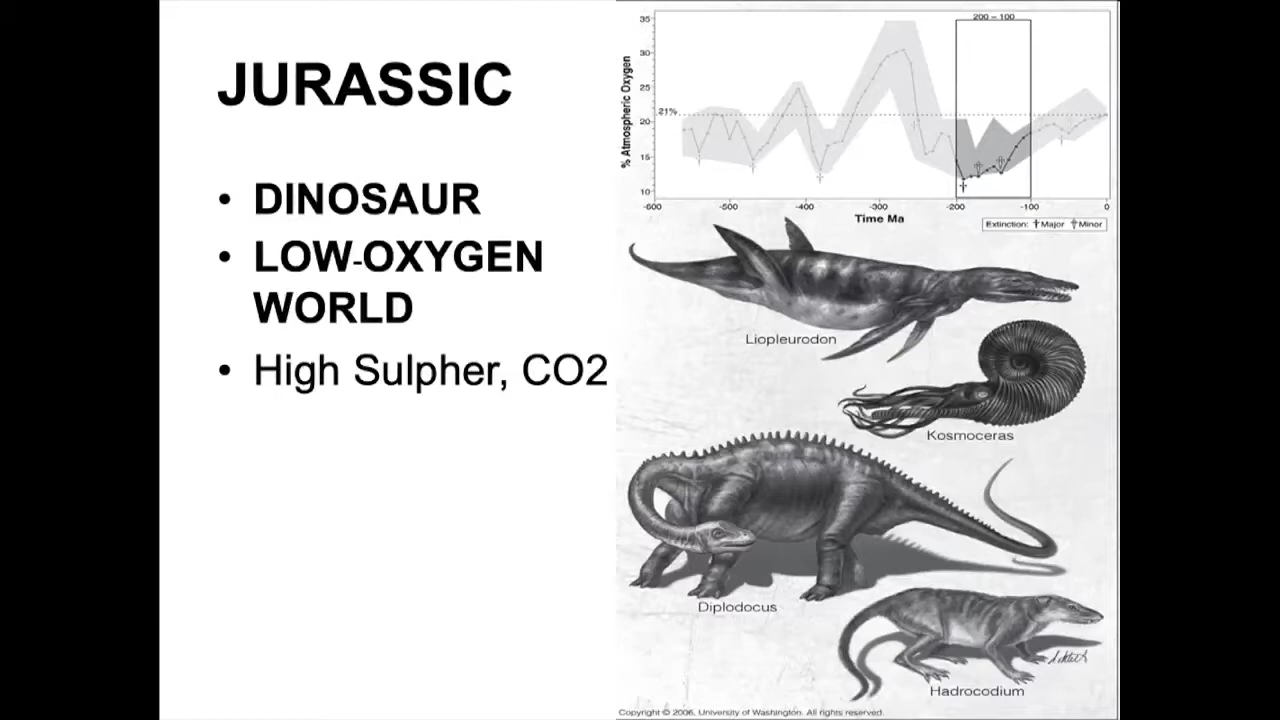 JURASSIC
• DINOSAUR
• LOW-OXYGEN
WORLD
• High Sulpher, CO2
200 – 100
% Atmospheric Oxygen
35
30
25
21%
20
15
10
-600
-500
-400
-300
-200
-100
0
Time Ma
Extinction: †Major †Minor
Liopleurodon
Kosmoceras
Diplodocus
Hadrocodium
Copyright © 2006, University of Washington. All rights reserved.